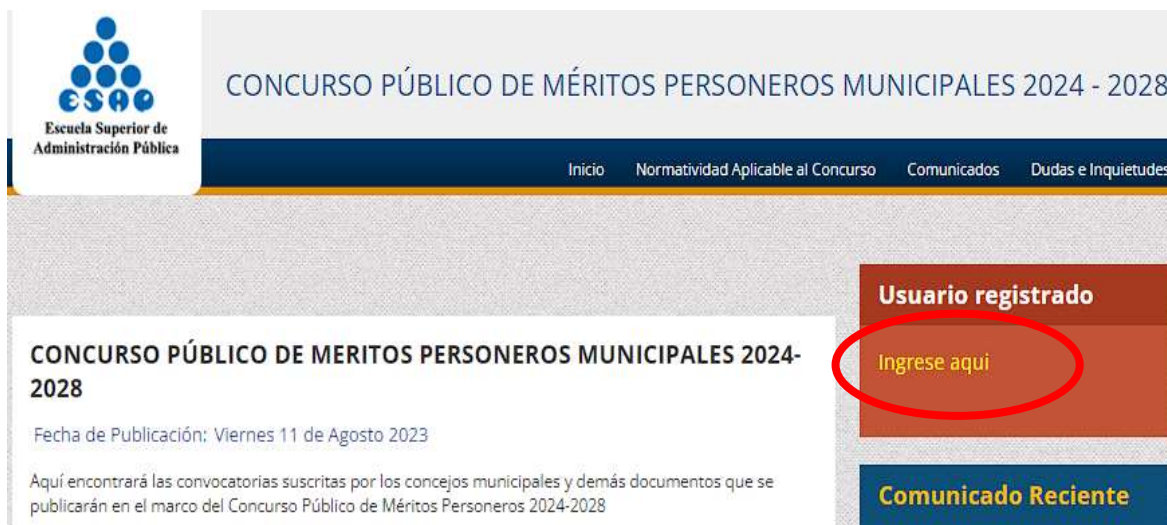 esap
Escuela Superior de
Administración Pública
CONCURSO PÚBLICO DE MÉRITOS PERSONEROS MUNICIPALES 2024 - 2028
Inicio Normatividad Aplicable al Concurso Comunicados Dudas e Inquietudes
Usuario registrado
Ingrese aqui
CONCURSO PÚBLICO DE MERITOS PERSONEROS MUNICIPALES 2024-
2028
Fecha de Publicación: Viernes 11 de Agosto 2023
Aquí encontrará las convocatorias suscritas por los concejos municipales y demás documentos que se
publicarán en el marco del Concurso Público de Méritos Personeros 2024-2028
Comunicado Reciente